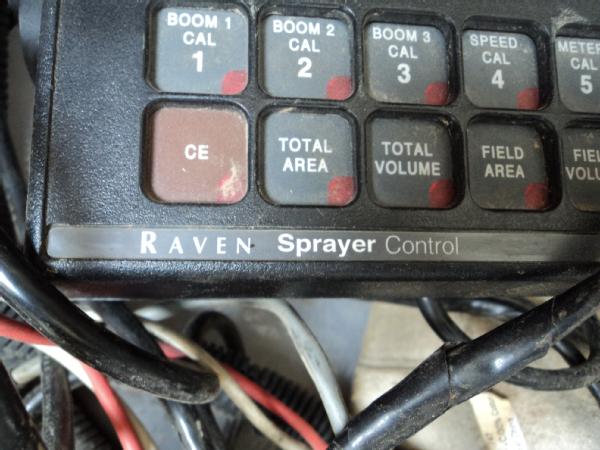 BOOM 1
CAL
1
BOOM 2
CAL
2
BOOM 3
CAL
3
SPEED
CAL
4
METER
CAL
5
CE
TOTAL
AREA
TOTAL
VOLUME
FIELD
AREA
RAVEN Sprayer Control